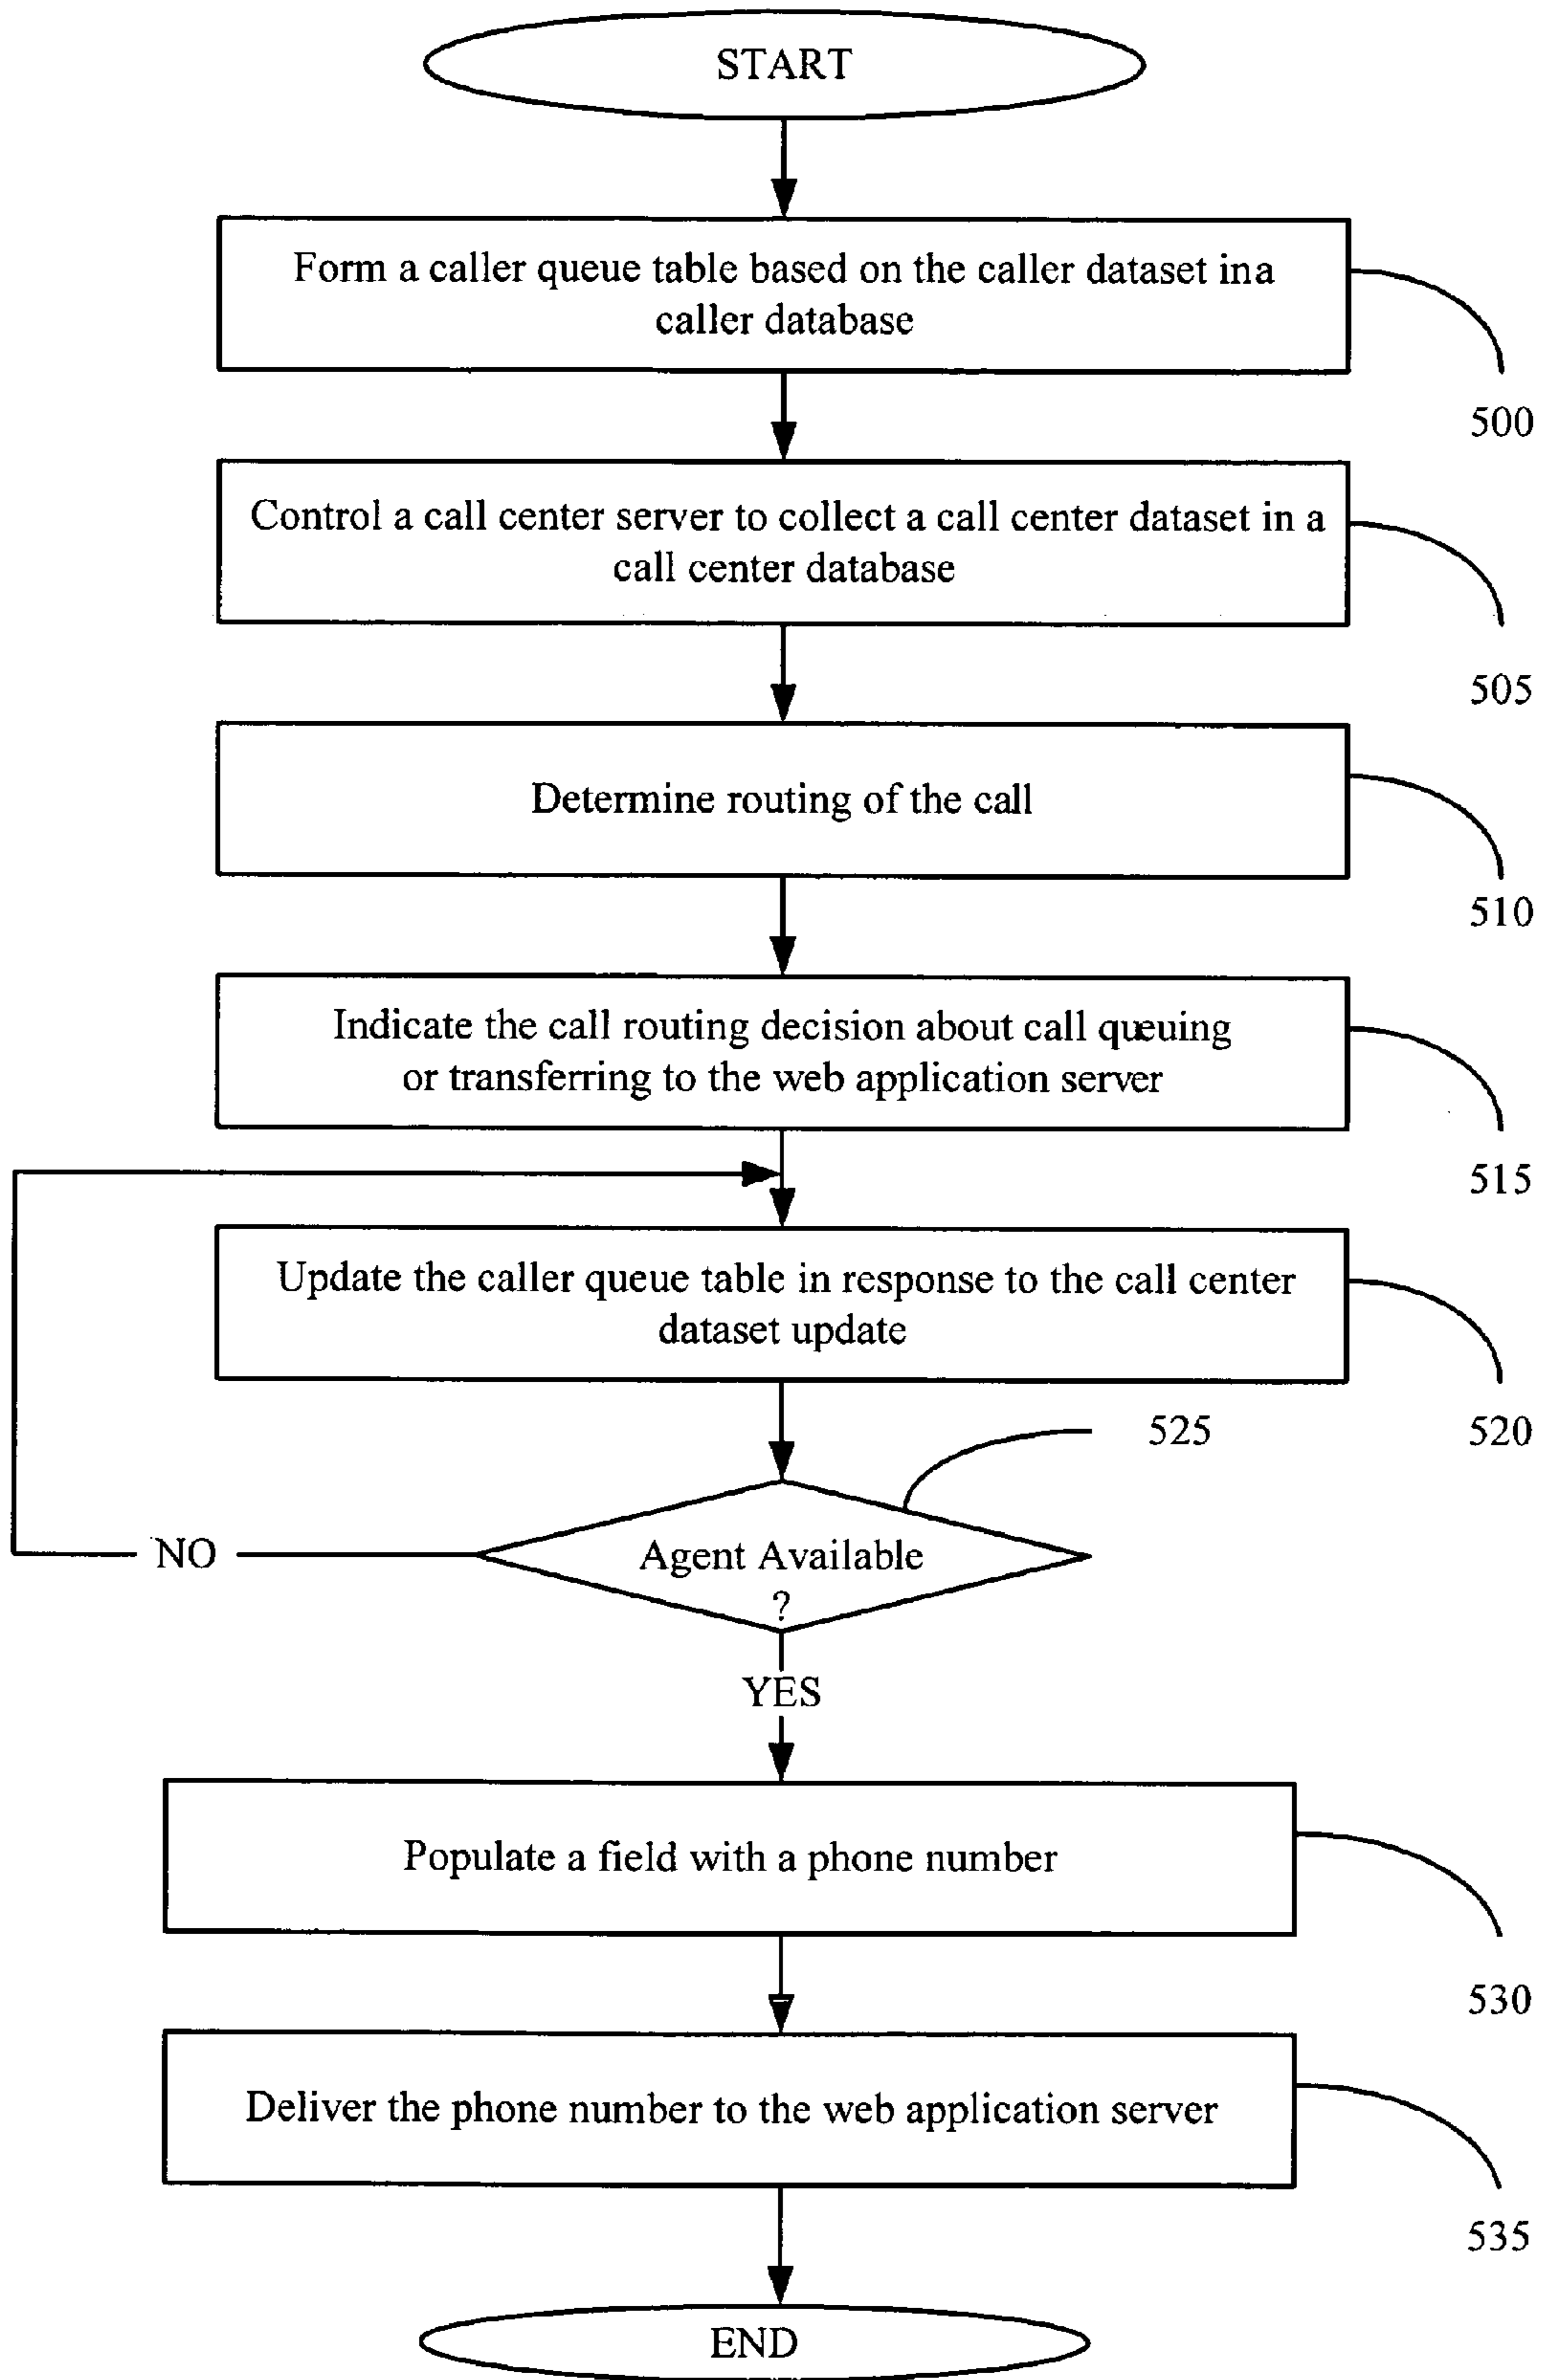 START
Form a caller queue table based on the caller dataset in a
caller database
500
Control a call center server to collect a call center dataset in a
call center database
505
Determine routing of the call
510
Indicate the call routing decision about call queuing
or transferring to the web application server
515
Update the caller queue table in response to the call center
dataset update
520
525
Agent Available
?
NO
YES
Populate a field with a phone number
530
Deliver the phone number to the web application server
535
END